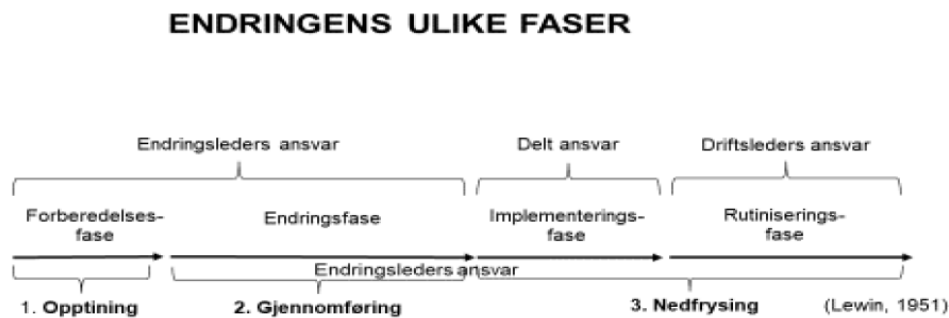 ENDRINGENS ULIKE FASER
Endringsleders ansvar
Delt ansvar
Driftsleders ansvar
Forberedelses-
fase
Endringsfase
Implementerings-
fase
Rutiniserings-
fase
Endringsleders ansvar
1. Opptining
2. Gjennomføring
3. Nedfrysing
(Lewin, 1951)